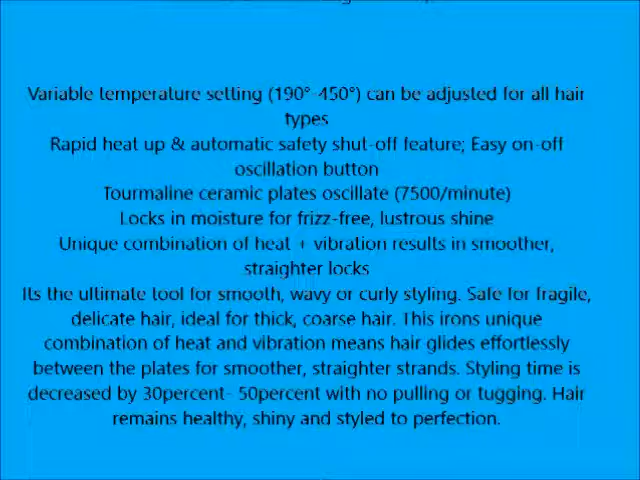 Variable temperature setting (190°-450°) can be adjusted for all hair
types
Rapid heat up & automatic safety shut-off feature; Easy on-off
oscillation button
Tourmaline ceramic plates oscillate (7500/minute)
Locks in moisture for frizz-free, lustrous shine
Unique combination of heat + vibration results in smoother,
straighter locks
Its the ultimate tool for smooth, wavy or curly styling. Safe for fragile,
delicate hair, ideal for thick, coarse hair. This irons unique
combination of heat and vibration means hair glides effortlessly
between the plates for smoother, straighter strands. Styling time is
decreased by 30percent- 50percent with no pulling or tugging. Hair
remains healthy, shiny and styled to perfection.